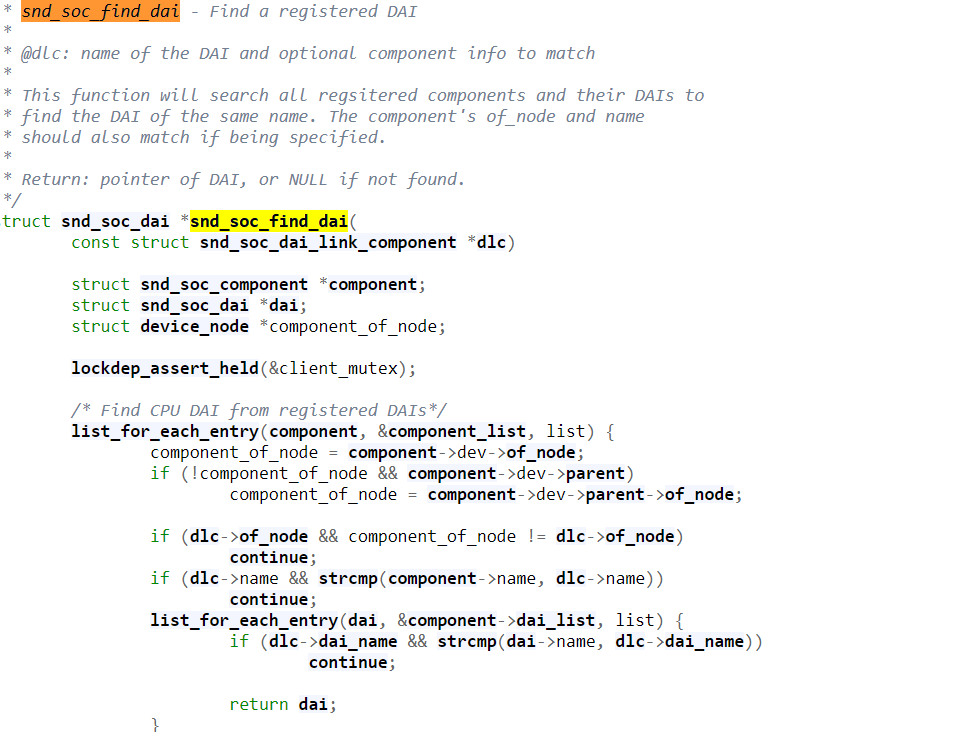 * snd_soc_find_dai - Find a registered DAI
*
* @dlc: name of the DAI and optional component info to match
*
* This function will search all regsitered components and their DAIs to
* find the DAI of the same name. The component's of_node and name
* should also match if being specified.
*
* Return: pointer of DAI, or NULL if not found.
*/
truct snd_soc_dai *snd_soc_find_dai(
const struct snd_soc_dai_link_component *dlc)
struct snd_soc_component *component;
struct snd_soc_dai *dai;
struct device_node *component_of_node;
lockdep_assert_held(&client_mutex);
/* Find CPU DAI from registered DAIs*/
list_for_each_entry(component, &component_list, list) {
component_of_node = component->dev->of_node;
if (!component_of_node && component->dev->parent)
component_of_node = component->dev->parent->of_node;
if (dlc->of_node && component_of_node != dlc->of_node)
continue;
if (dlc->name && strcmp(component->name, dlc->name))
continue;
list_for_each_entry(dai, &component->dai_list, list) {
if (dlc->dai_name && strcmp(dai->name, dlc->dai_name))
continue;
return dai;
}